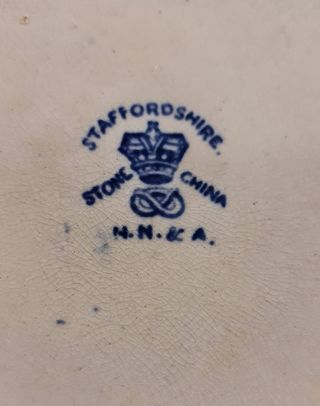 STAFFORDSHIRE.
STONE CHINA
H.N. & A.